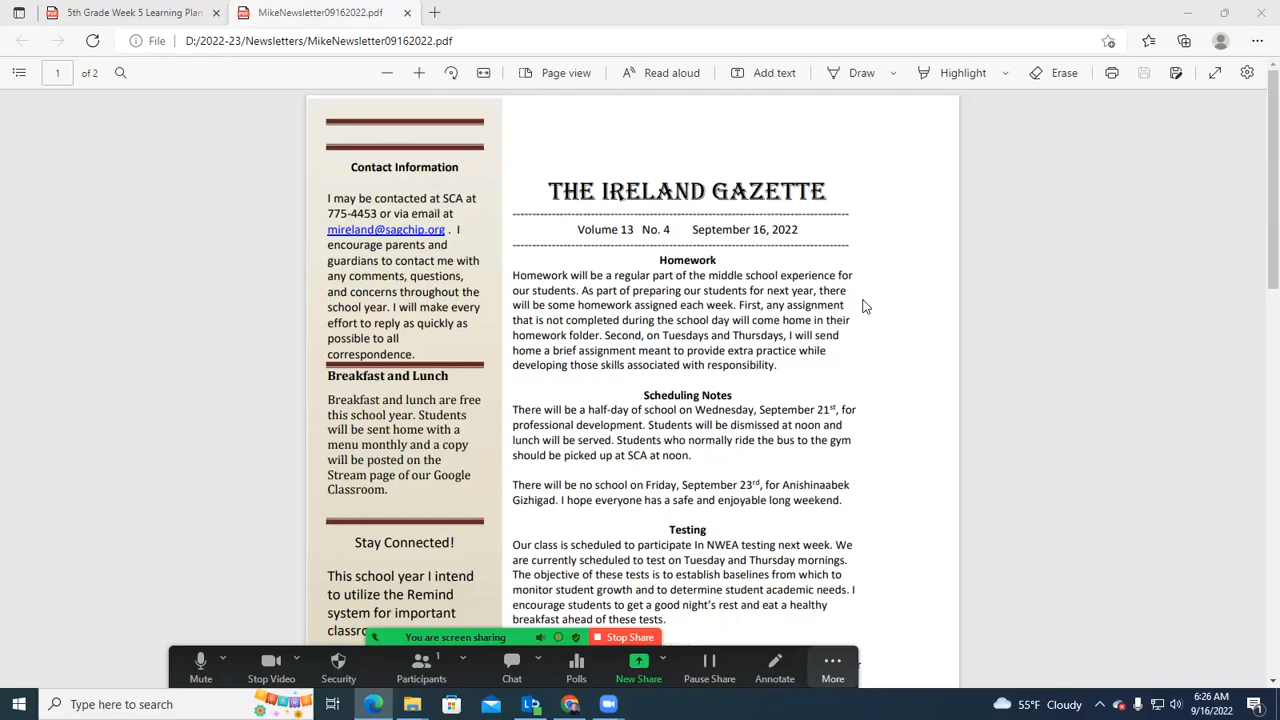 5th Grade Week 5 Learning Plan
MikeNewsletter09162022.pdf
File
D:/2022-23/Newsletters/MikeNewsletter09162022.pdf
1 of 2
Page view
Read aloud
Add text
Draw
Highlight
Erase
Contact Information
I may be contacted at SCA at
775-4453 or via email at
mireland@sagchip.org . I
encourage parents and
guardians to contact me with
any comments, questions,
and concerns throughout the
school year. I will make every
effort to reply as quickly as
possible to all
correspondence.
Breakfast and Lunch
Breakfast and lunch are free
this school year. Students
will be sent home with a
menu monthly and a copy
will be posted on the
Stream page of our Google
Classroom.
Stay Connected!
This school year I intend
to utilize the Remind
system for important
THE IRELAND GAZETTE
Volume 13 No. 4 September 16, 2022
Homework
Homework will be a regular part of the middle school experience for
our students. As part of preparing our students for next year, there
will be some homework assigned each week. First, any assignment
that is not completed during the school day will come home in their
homework folder. Second, on Tuesdays and Thursdays, I will send
home a brief assignment meant to provide extra practice while
developing those skills associated with responsibility.
Scheduling Notes
There will be a half-day of school on Wednesday, September 21st, for
professional development. Students will be dismissed at noon and
lunch will be served. Students who normally ride the bus to the gym
should be picked up at SCA at noon.
There will be no school on Friday, September 23rd, for Anishinaabek
Gizhigad. I hope everyone has a safe and enjoyable long weekend.
Testing
Our class is scheduled to participate In NWEA testing next week. We
are currently scheduled to test on Tuesday and Thursday mornings.
The objective of these tests is to establish baselines from which to
monitor student growth and to determine student academic needs. I
encourage students to get a good night's rest and eat a healthy
breakfast ahead of these tests.
You are screen sharing
Stop Share
1
Mute
Stop Video
Security
Participants
Chat
Polls
New Share
Pause Share
Annotate
More
Type here to search
55°F Cloudy
6:26 AM
9/16/2022
1